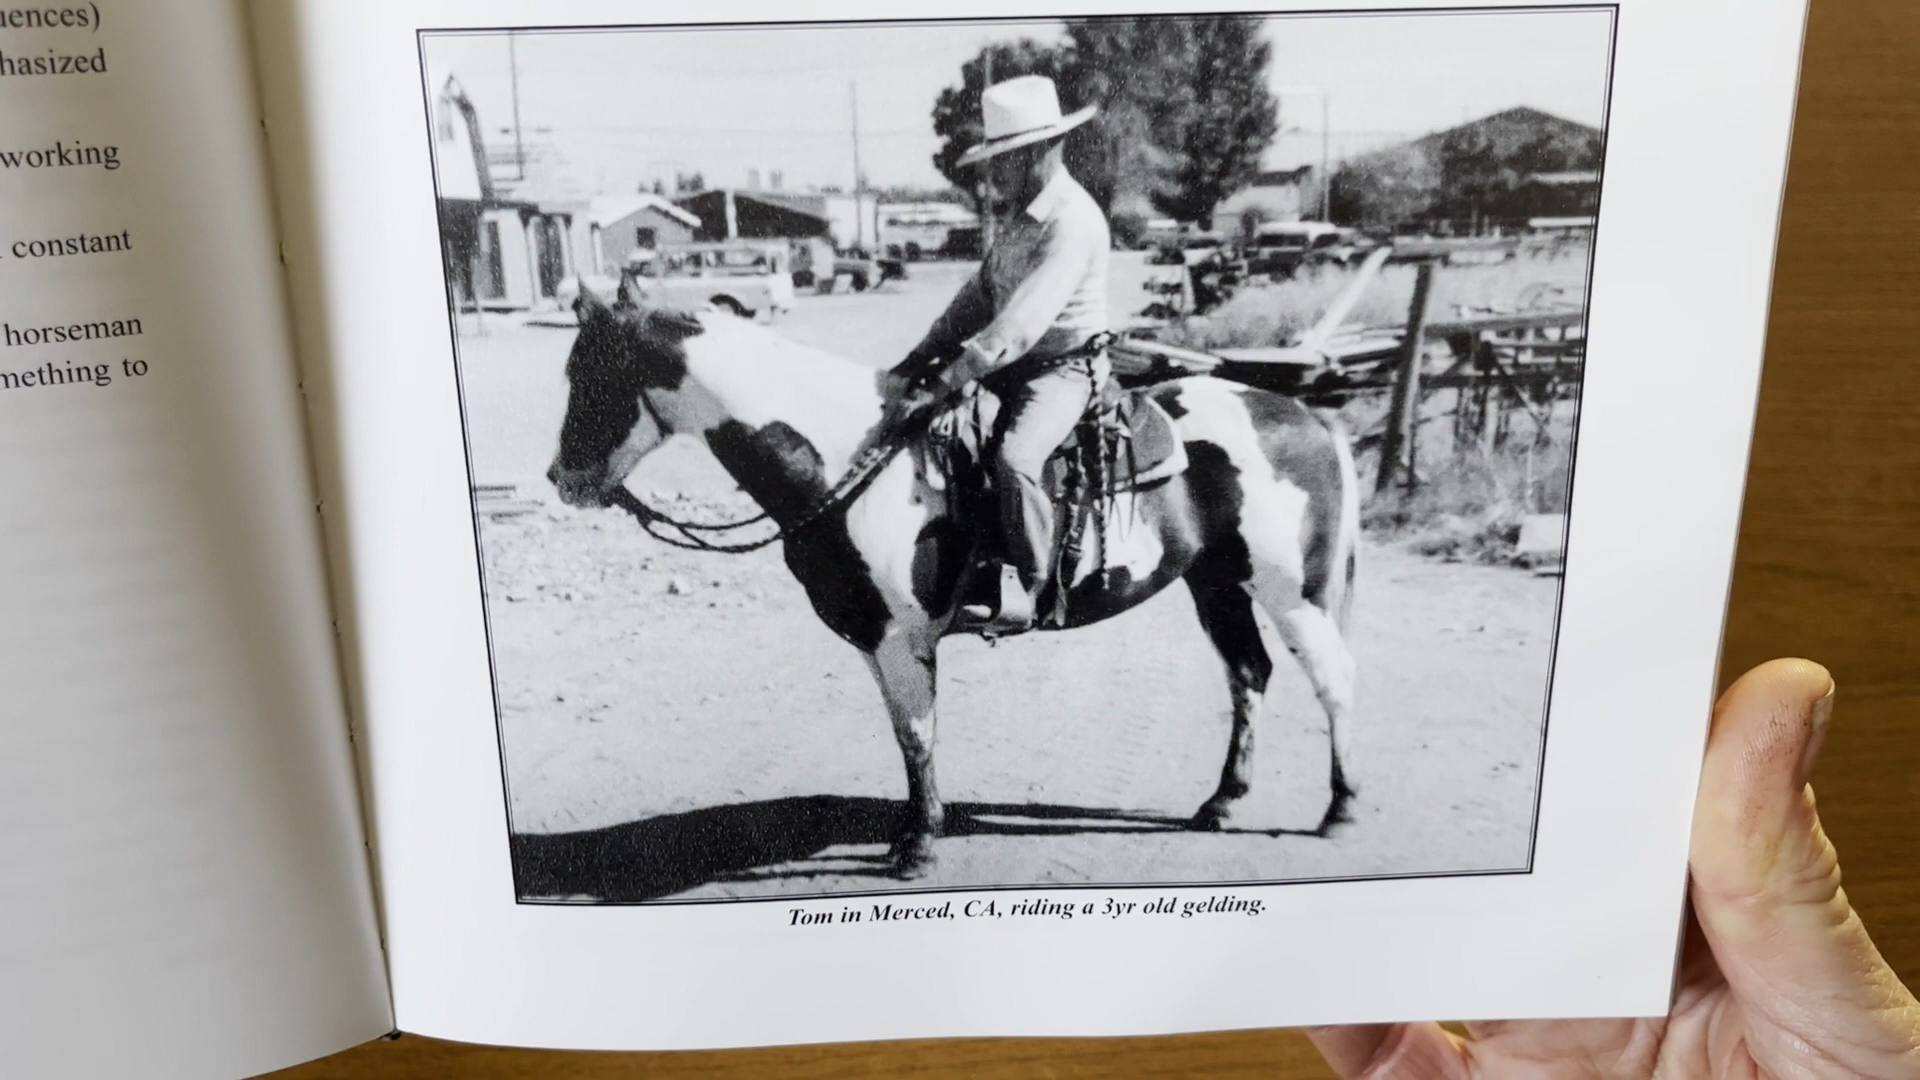 uences)
hasized
working
constant
horseman
mething to
Tom in Merced, CA, riding a 3yr old gelding.